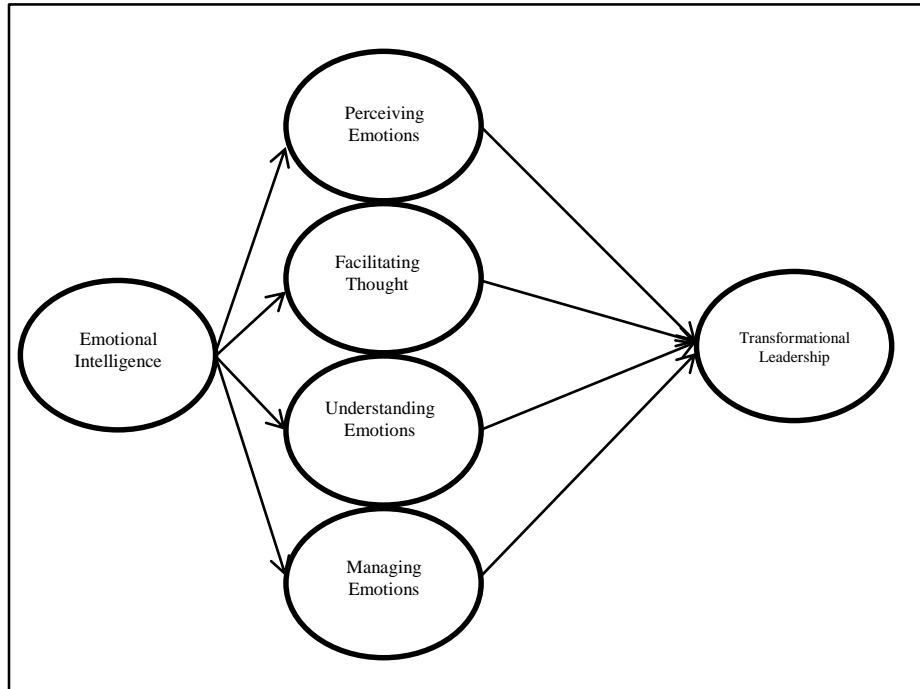 Perceiving
Emotions
Facilitating
Thought
Emotional
Intelligence
Transformational
Leadership
Understanding
Emotions
Managing
Emotions